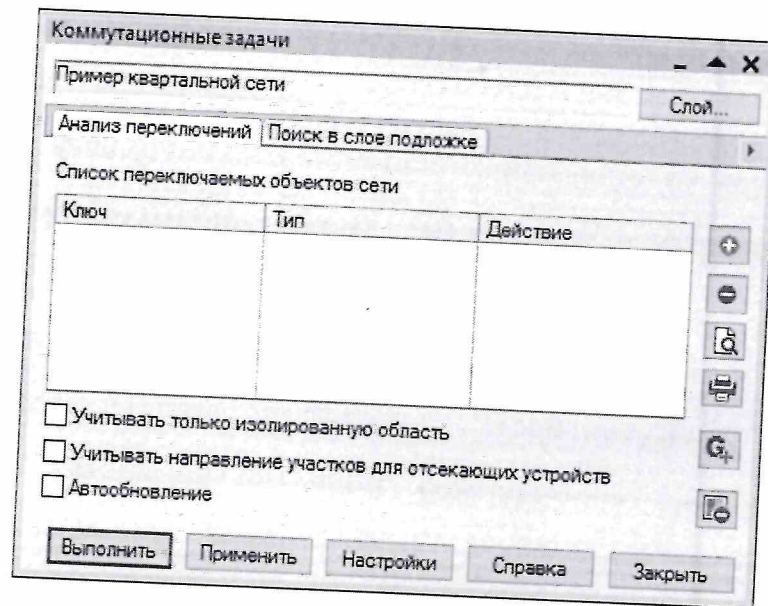 Коммутационные задачи
Пример квартальной сети
Слой...
Анализ переключений
Поиск в слое подложке
Список переключаемых объектов сети
Ключ
Тип
Действие
Учитывать только изолированную область
Учитывать направление участков для отсекающих устройств
Автообновление
Выполнить
Применить
Настройки
Справка
Закрыть